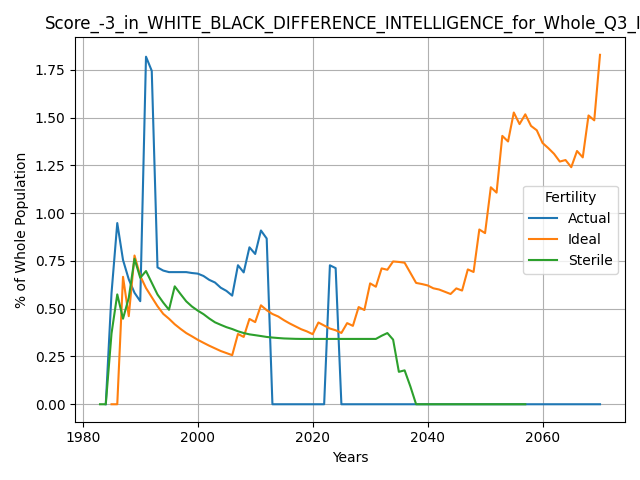 Score_-3_in_WHITE_BLACK_DIFFERENCE_INTELLIGENCE_for_Whole_Q3_I
1.75
1.50
1.25
1.00
0.75
0.50
0.25
0.00
% of Whole Population
Fertility
Actual
Ideal
Sterile
1980 2000 2020 2040 2060
Years